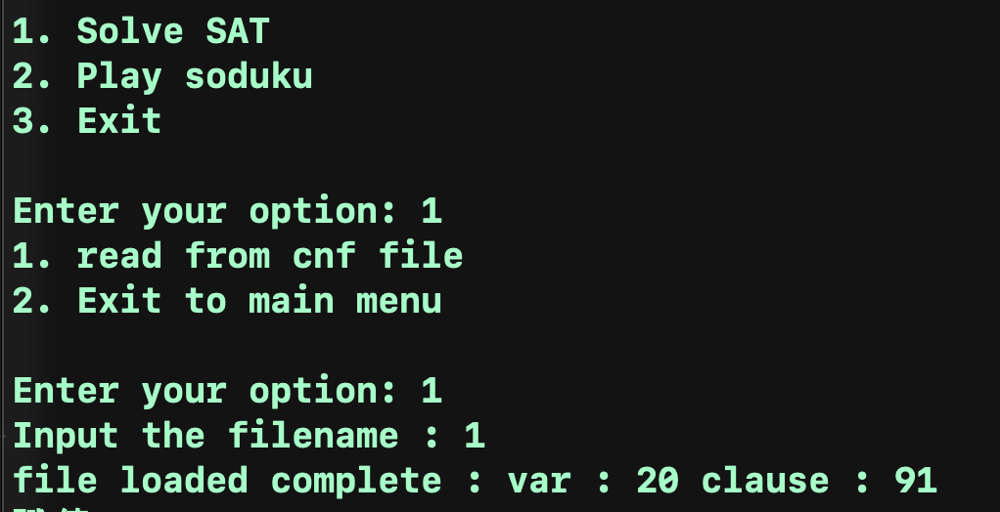 1. Solve SAT
2. Play soduku
3. Exit
Enter your option: 1
1. read from cnf file
2. Exit to main menu
Enter your option: 1
Input the filename : 1
file loaded complete : var : 20 clause : 91